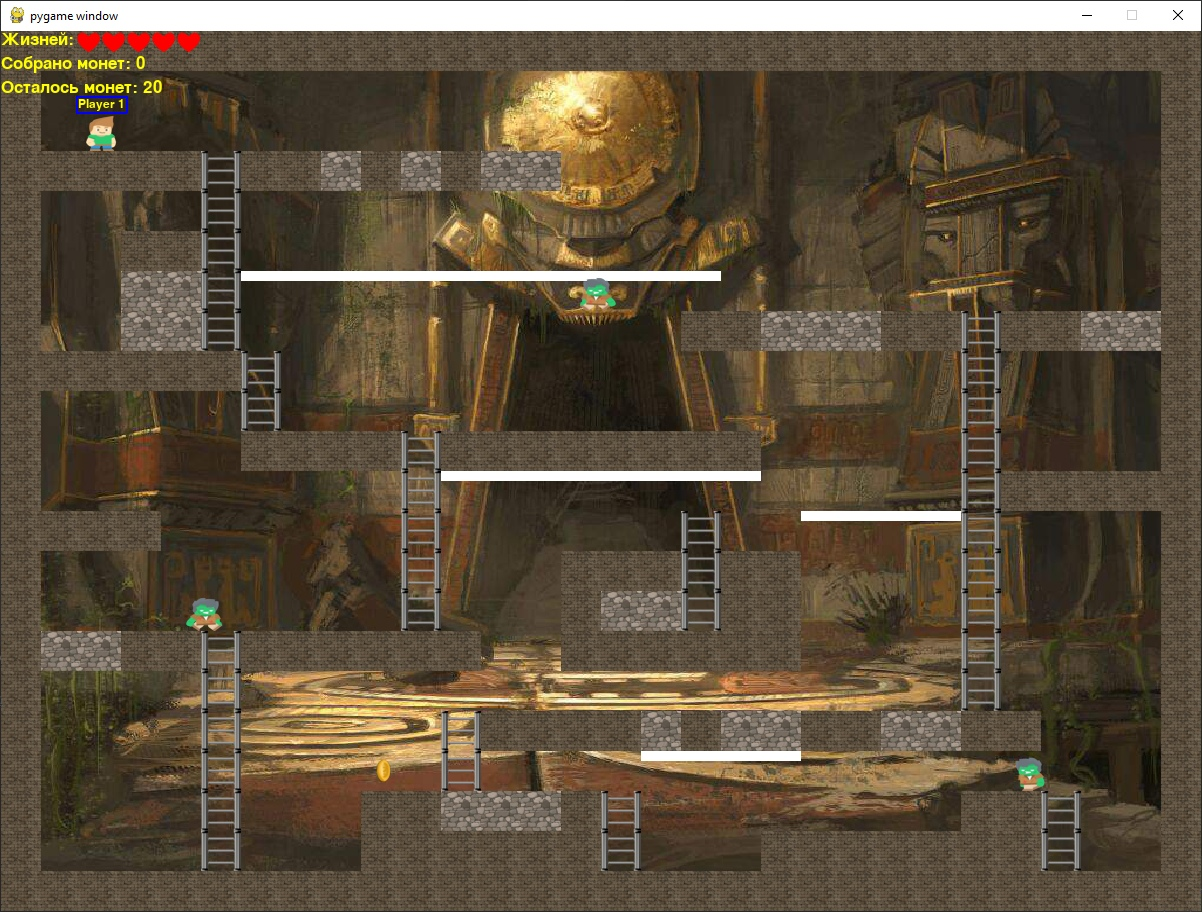 pygame window
Жизней:
Собрано монет: 0
Осталось монет: 20
Player 1